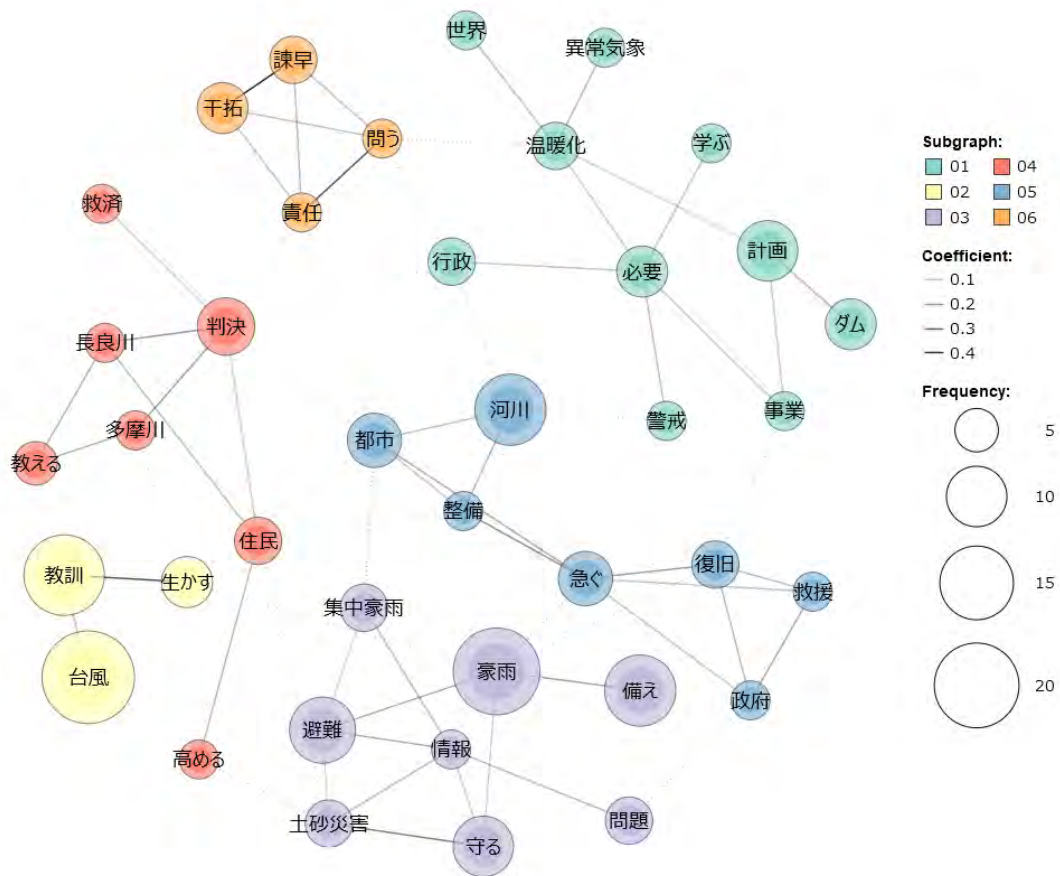 世界
異常気象
諫早
干拓
問う
温暖化
学ぶ
救済
責任
行政
必要
計画
ダム
長良川
判決
多摩川
教える
都市
河川
警戒
事業
整備
住民
教訓
生かす
急ぐ
復旧
救援
集中豪雨
台風
豪雨
備え
政府
避難
情報
高める
土砂災害
守る
問題
Subgraph:
01 04
02 05
03 06
Coefficient:
0.1
0.2
0.3
0.4
Frequency:
5
10
15
20